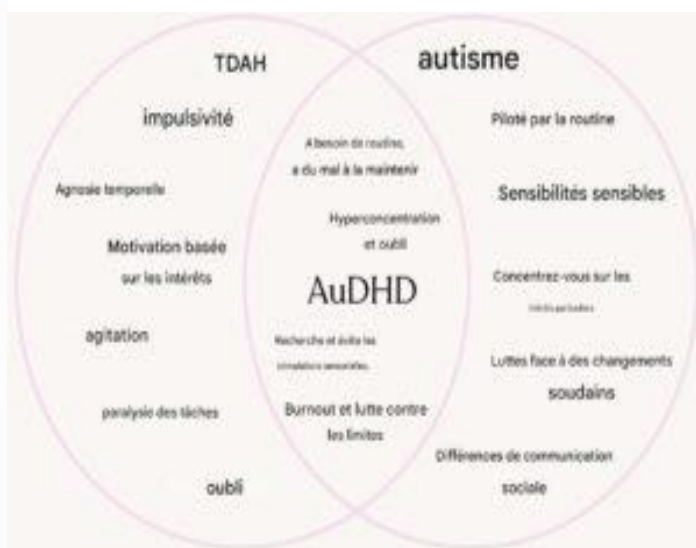 TDAH
impulsivité
Agnosie temporelle
Motivation basée
sur les intérêts
agitation
paralysie des tâches
oubli
A besoin de routine,
a du mal à la maintenir
Hyperconcentration
et oubli
AuDHD
Recherche et évite les
stimulations sensorielles.
Burnout et lutte contre
les limites
autisme
Piloté par la routine
Sensibilités sensibles
Concentrez-vous sur les
Luttes face à des changements
soudains
Différences de communication
sociale